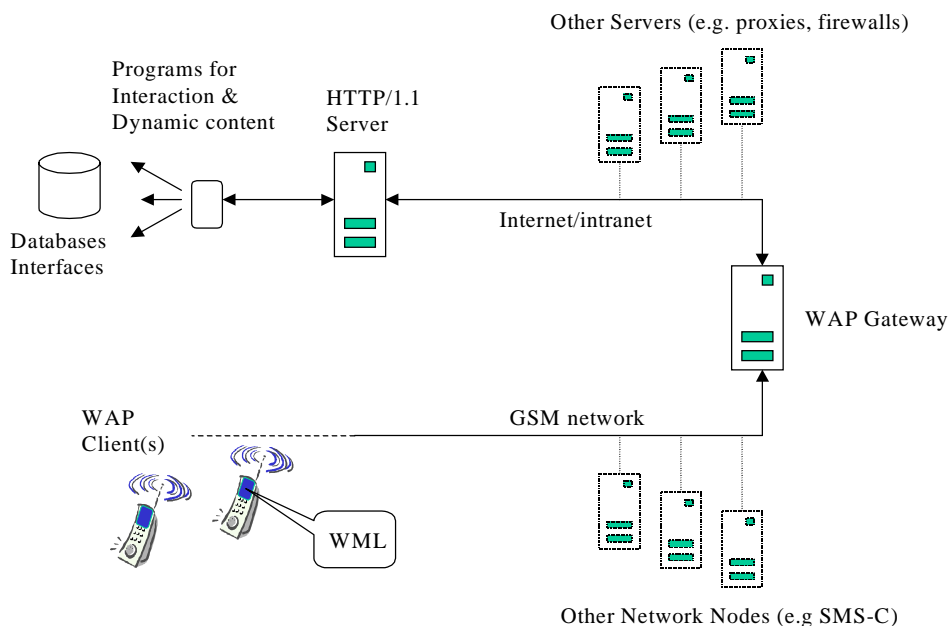 Other Servers (e.g. proxies, firewalls)
Programs for
Interaction &
Dynamic content
HTTP/1.1
Server
Internet/intranet
Databases
Interfaces
WAP Gateway
WAP
Client(s)
GSM network
WML
Other Network Nodes (e.g SMS-C)